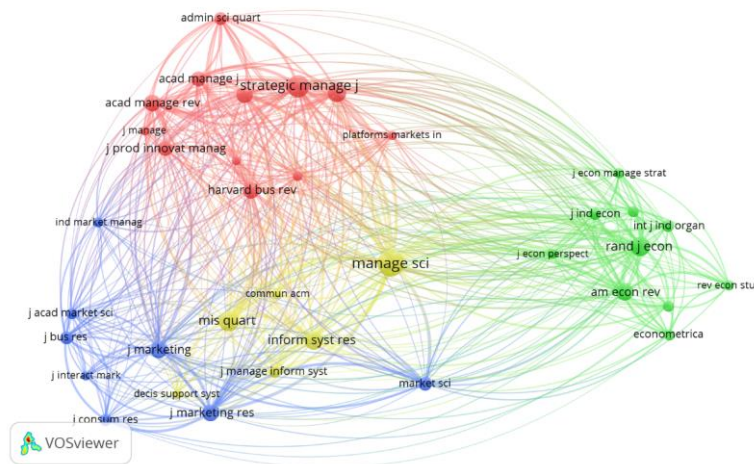 admin sci quart
acad manage j
strategic manage j
acad manage rev
j manage
platforms markets in
j prod innovat manag
j econ manage strat
harvard bus rev
j ind econ
ind market manag
int j ind organ
rand j econ
j econ perspect
manage sci
rev econ stu
commun acm
am econ rev
j acad market sci
mis quart
econometrica
j bus res
inform syst res
j marketing
j manage inform syst
j interact mark
market sci
decis support syst
j marketing res
j consum res
VOSviewer